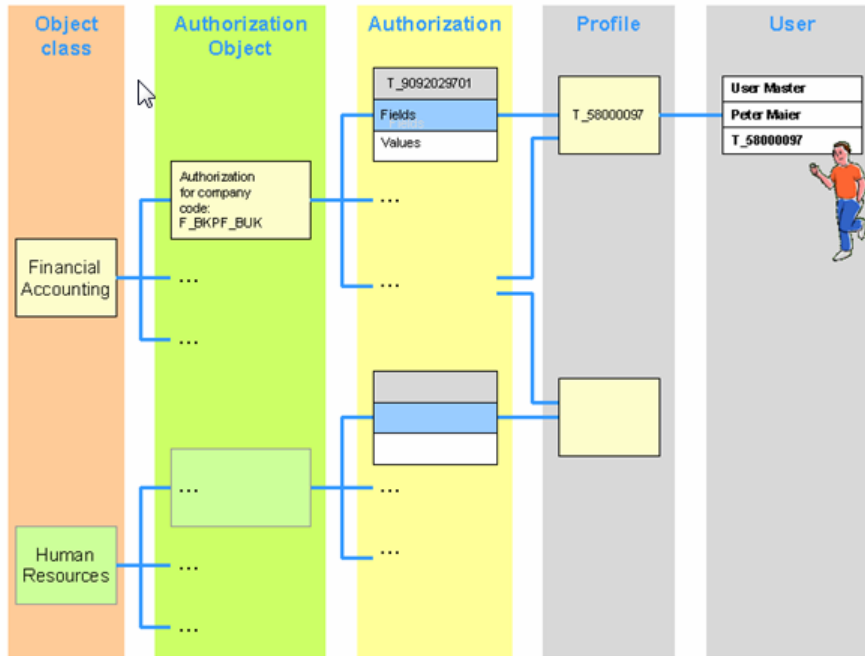 Object
class
Authorization
Object
Authorization
Profile
User
T_9092029701
Fields
Values
...
...
T_58000097
User Master
Peter Maier
T_58000097
Authorization
for company
code:
F_BKPF_BUK
...
...
Financial
Accounting
...
...
...
...
...
Human
Resources